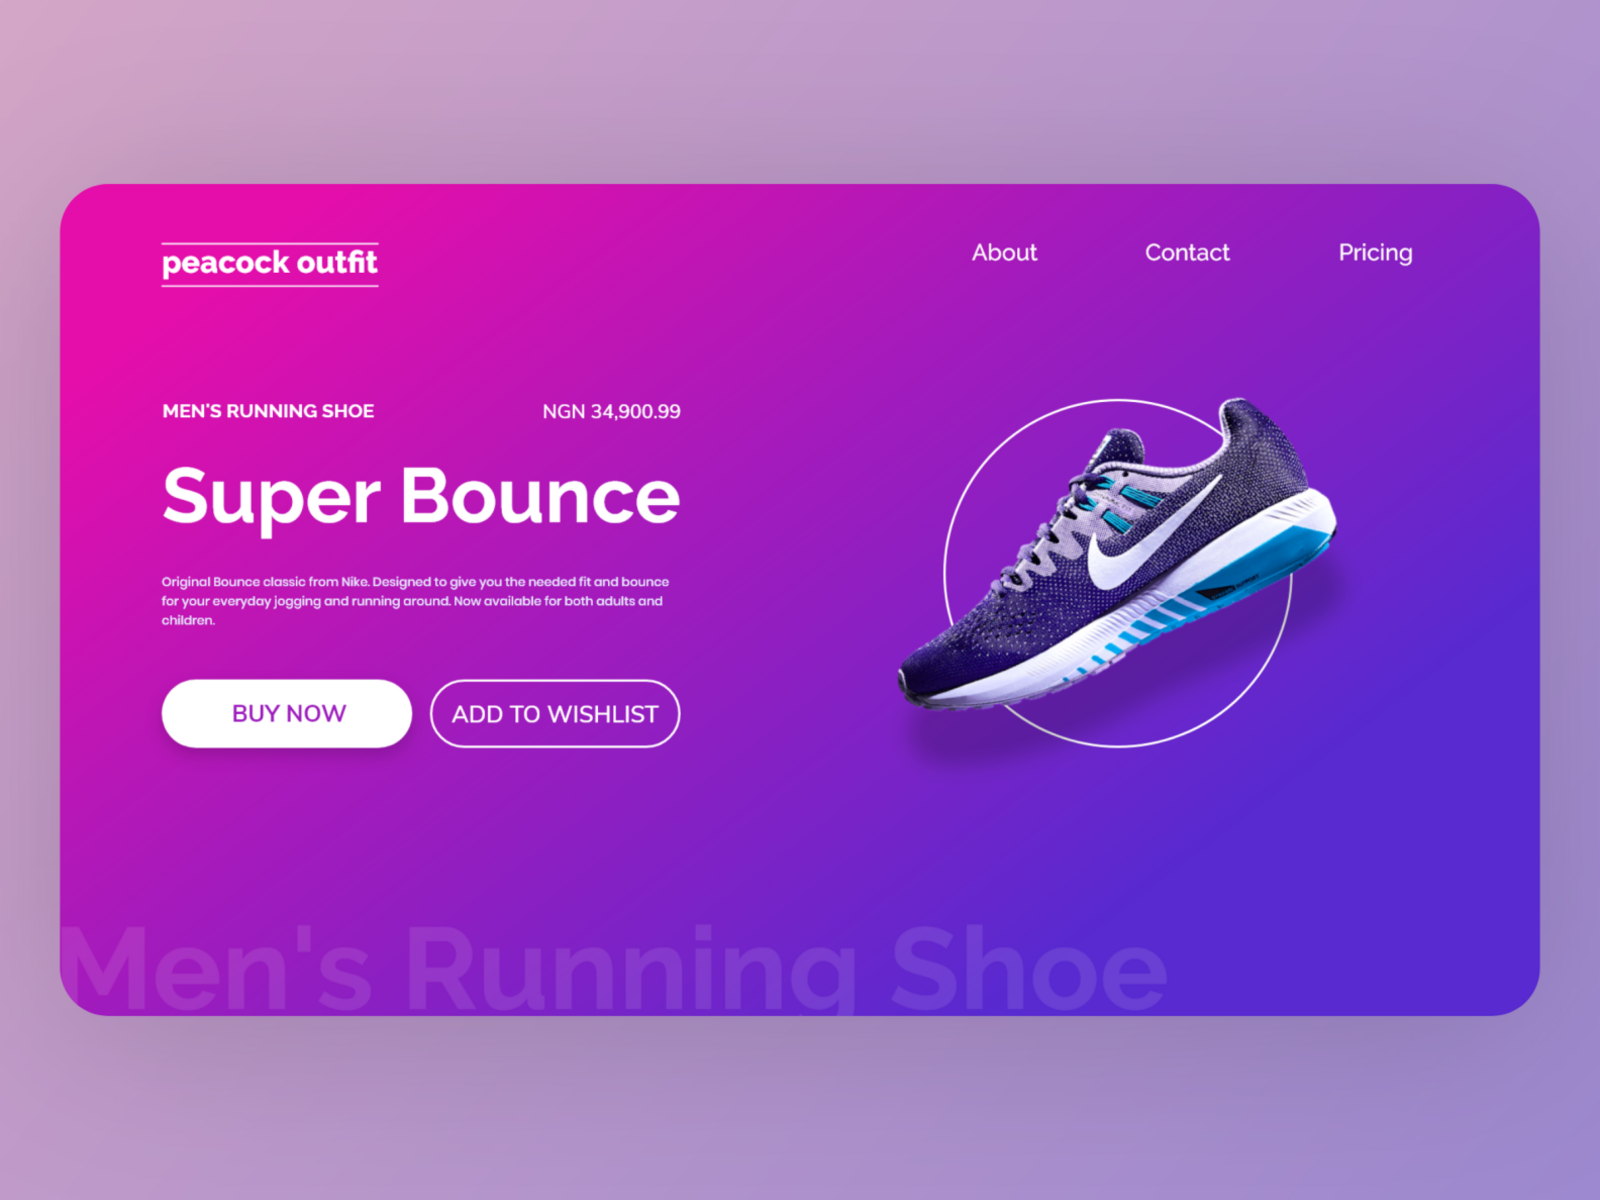 peacock outfit
About Contact Pricing
MEN'S RUNNING SHOE NGN 34,900.99
Super Bounce
Original Bounce classic from Nike. Designed to give you the needed fit and bounce
for your everyday jogging and running around. Now available for both adults and
children.
BUY NOW ADD TO WISHLIST
Men's Running Shoe